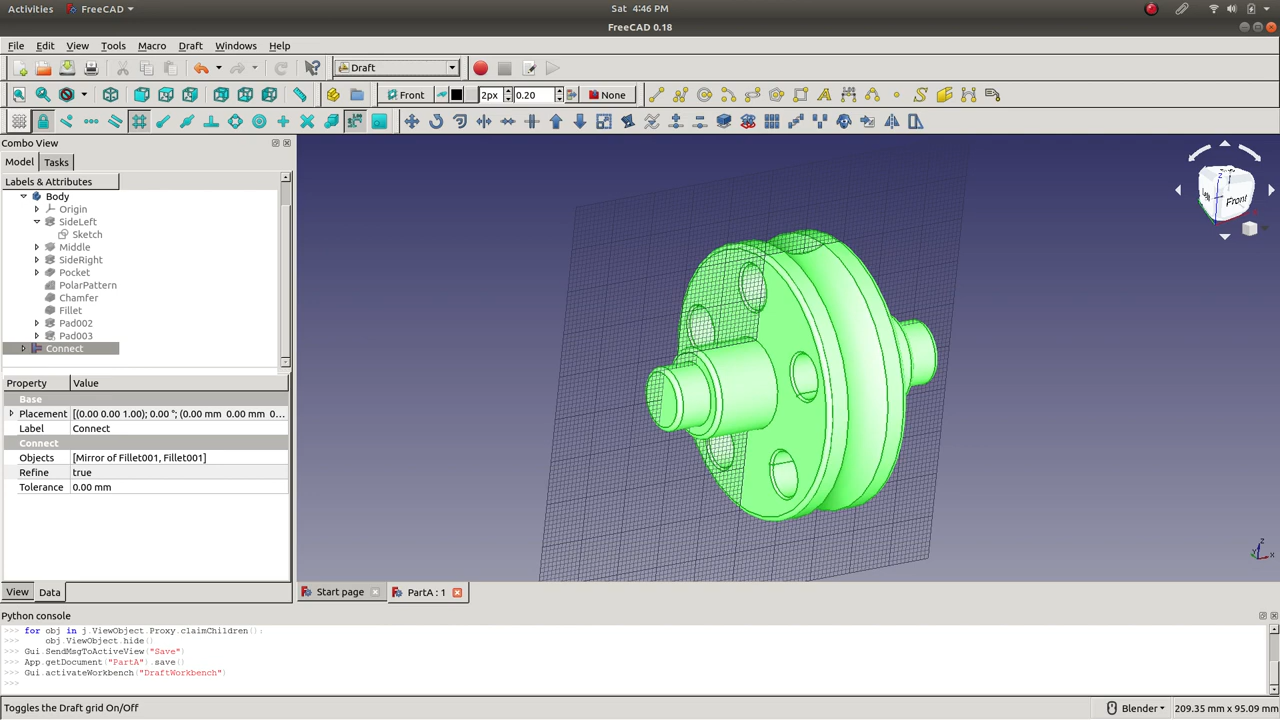 Activities FreeCAD Sat 4:46 PM
FreeCAD 0.18
File Edit View Tools Macro Draft Windows Help
Draft
Front 2px 0.20 None
Combo View
Model Tasks
Labels & Attributes
Body
Origin
SideLeft
Sketch
Middle
SideRight
Pocket
PolarPattern
Chamfer
Fillet
Pad002
Pad003
Connect
Property Value
Base
Placement [(0.00 0.00 1.00); 0.00 °; (0.00 mm 0.00 mm 0...
Label Connect
Connect
Objects [Mirror of Fillet001, Fillet001]
Refine true
Tolerance 0.00 mm
View Data
Front
Z
X
Start page PartA : 1
Python console
>>> for obj in j.ViewObject.Proxy.claimChildren():
>>> obj.ViewObject.hide()
>>> Gui.SendMsgToActiveView("Save")
>>> App.getDocument("PartA").save()
>>> Gui.activateWorkbench("DraftWorkbench")
>>>
Toggles the Draft grid On/Off Blender 209.35 mm x 95.09 mm